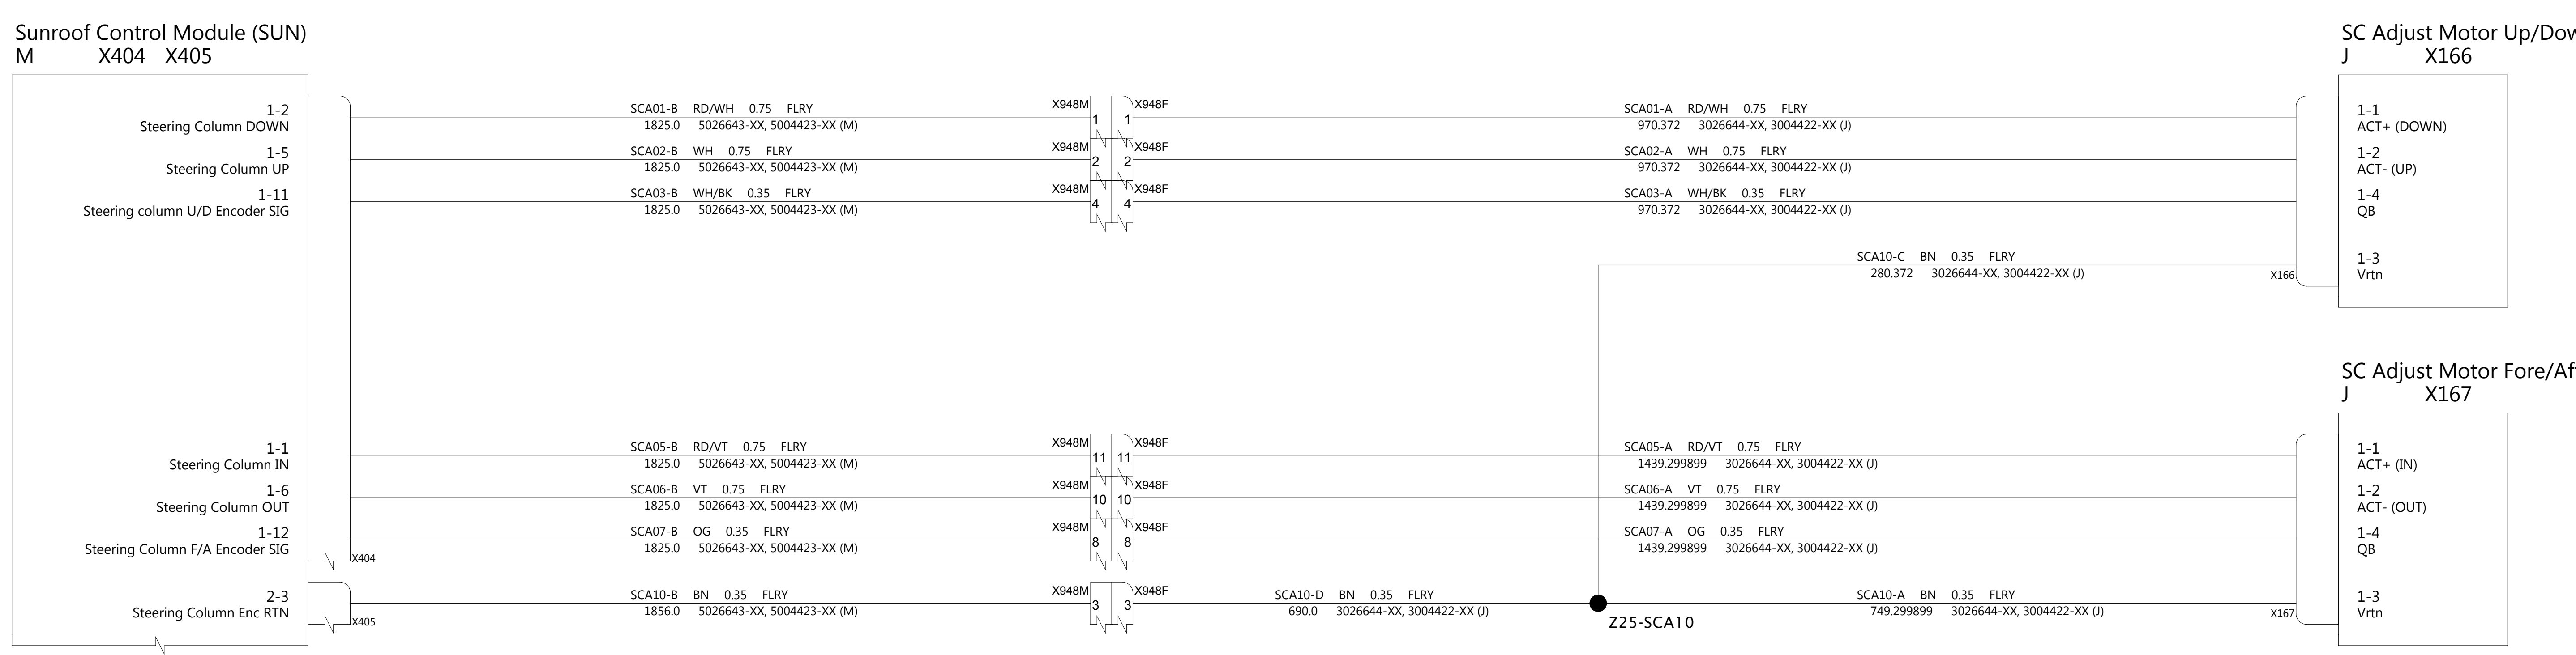 Sunroof Control Module (SUN)
M X404 X405
SC Adjust Motor Up/Dow
J X166
1-2
Steering Column DOWN
SCA01-B RD/WH 0.75 FLRY
1825.0 5026643-XX, 5004423-XX (M)
X948M 1 1 X948F
SCA01-A RD/WH 0.75 FLRY
970.372 3026644-XX, 3004422-XX (J)
1-1
ACT+ (DOWN)
1-5
Steering Column UP
SCA02-B WH 0.75 FLRY
1825.0 5026643-XX, 5004423-XX (M)
X948M 2 2 X948F
SCA02-A WH 0.75 FLRY
970.372 3026644-XX, 3004422-XX (J)
1-2
ACT- (UP)
1-11
Steering column U/D Encoder SIG
SCA03-B WH/BK 0.35 FLRY
1825.0 5026643-XX, 5004423-XX (M)
X948M 4 4 X948F
SCA03-A WH/BK 0.35 FLRY
970.372 3026644-XX, 3004422-XX (J)
1-4
QB
SCA10-C BN 0.35 FLRY
280.372 3026644-XX, 3004422-XX (J)
X166
1-3
Vrtn
SC Adjust Motor Fore/Af
J X167
1-1
Steering Column IN
SCA05-B RD/VT 0.75 FLRY
1825.0 5026643-XX, 5004423-XX (M)
X948M 11 11 X948F
SCA05-A RD/VT 0.75 FLRY
1439.299899 3026644-XX, 3004422-XX (J)
1-1
ACT+ (IN)
1-6
Steering Column OUT
SCA06-B VT 0.75 FLRY
1825.0 5026643-XX, 5004423-XX (M)
X948M 10 10 X948F
SCA06-A VT 0.75 FLRY
1439.299899 3026644-XX, 3004422-XX (J)
1-2
ACT- (OUT)
1-12
Steering Column F/A Encoder SIG
X404
SCA07-B OG 0.35 FLRY
1825.0 5026643-XX, 5004423-XX (M)
X948M 8 8 X948F
SCA07-A OG 0.35 FLRY
1439.299899 3026644-XX, 3004422-XX (J)
1-4
QB
2-3
Steering Column Enc RTN
X405
SCA10-B BN 0.35 FLRY
1856.0 5026643-XX, 5004423-XX (M)
X948M 3 3 X948F
SCA10-D BN 0.35 FLRY
690.0 3026644-XX, 3004422-XX (J)
Z25-SCA10
SCA10-A BN 0.35 FLRY
749.299899 3026644-XX, 3004422-XX (J)
X167
1-3
Vrtn